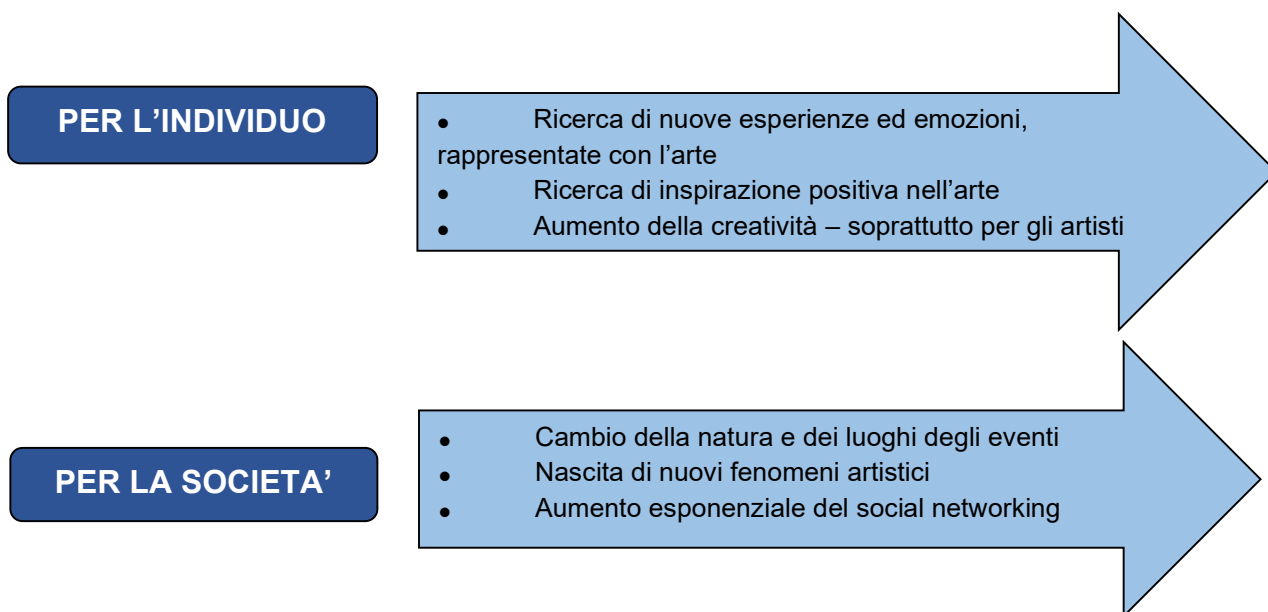 PER L’INDIVIDUO
• Ricerca di nuove esperienze ed emozioni,
rappresentate con l’arte
• Ricerca di inspirazione positiva nell’arte
• Aumento della creatività – soprattutto per gli artisti
PER LA SOCIETA’
• Cambio della natura e dei luoghi degli eventi
• Nascita di nuovi fenomeni artistici
• Aumento esponenziale del social networking